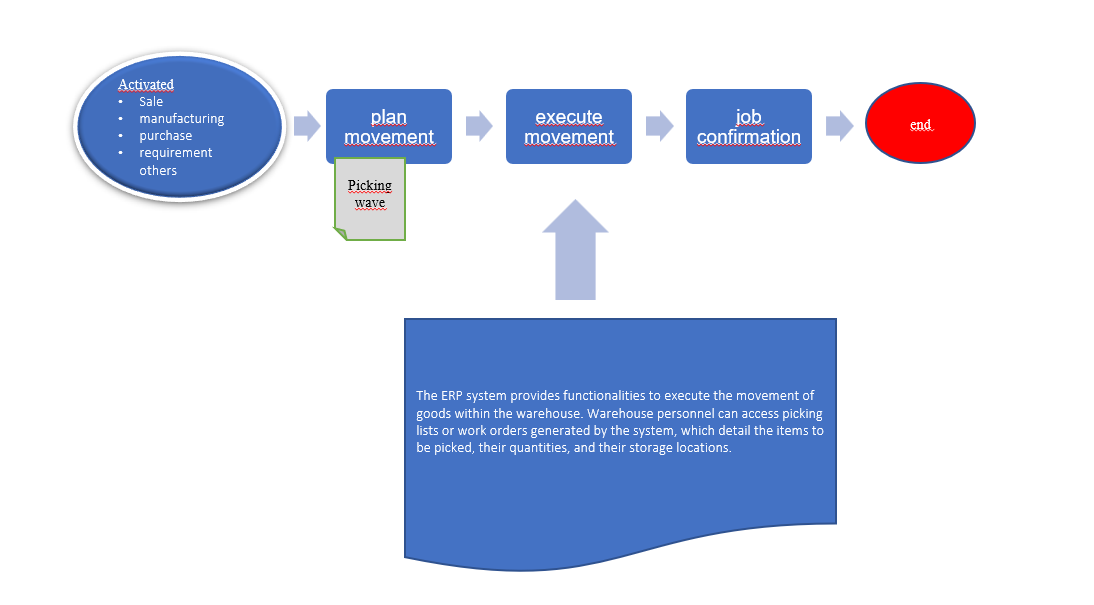 Activated
• Sale
• manufacturing
• purchase
• requirement
others
plan
movement
Picking
wave
execute
movement
job
confirmation
end
The ERP system provides functionalities to execute the movement of
goods within the warehouse. Warehouse personnel can access picking
lists or work orders generated by the system, which detail the items to
be picked, their quantities, and their storage locations.